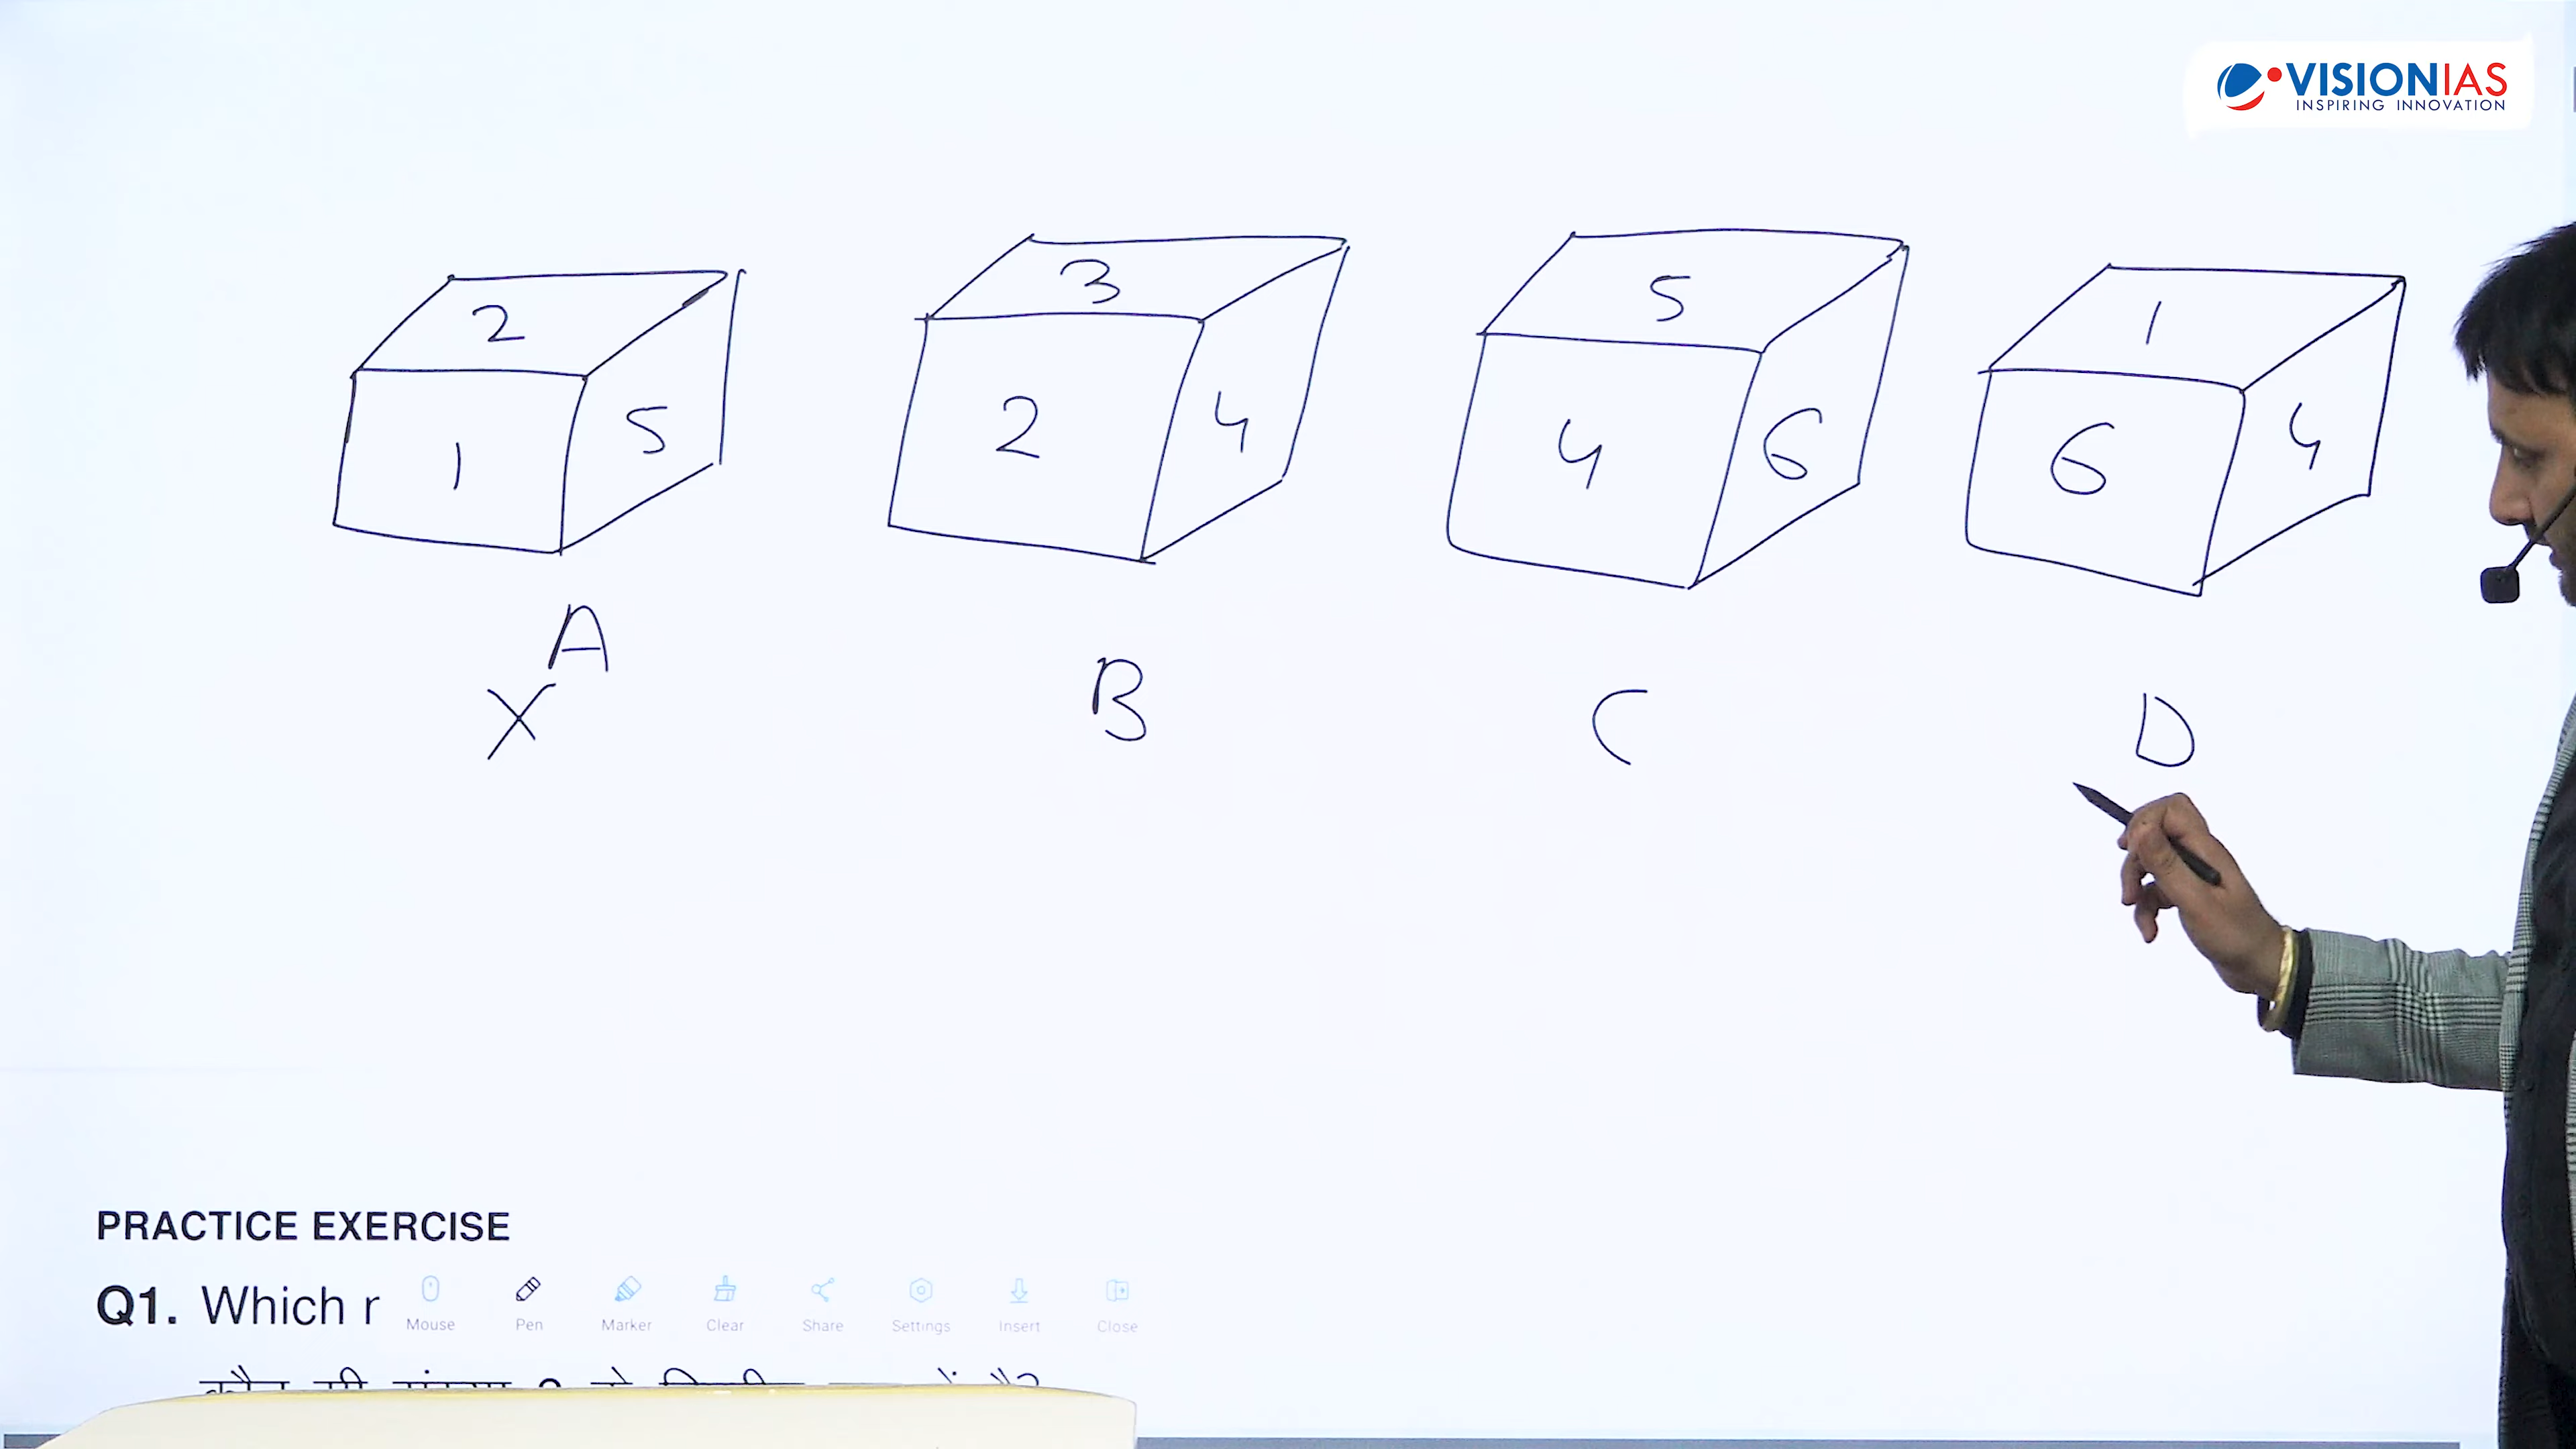 VISIONIAS
INSPIRING INNOVATION
2
1
5
3
2
4
5
4
6
1
6
4
A
X
B
C
D
PRACTICE EXERCISE
Q1. Which r
Mouse
Pen
Marker
Clear
Share
Settings
Insert
Close